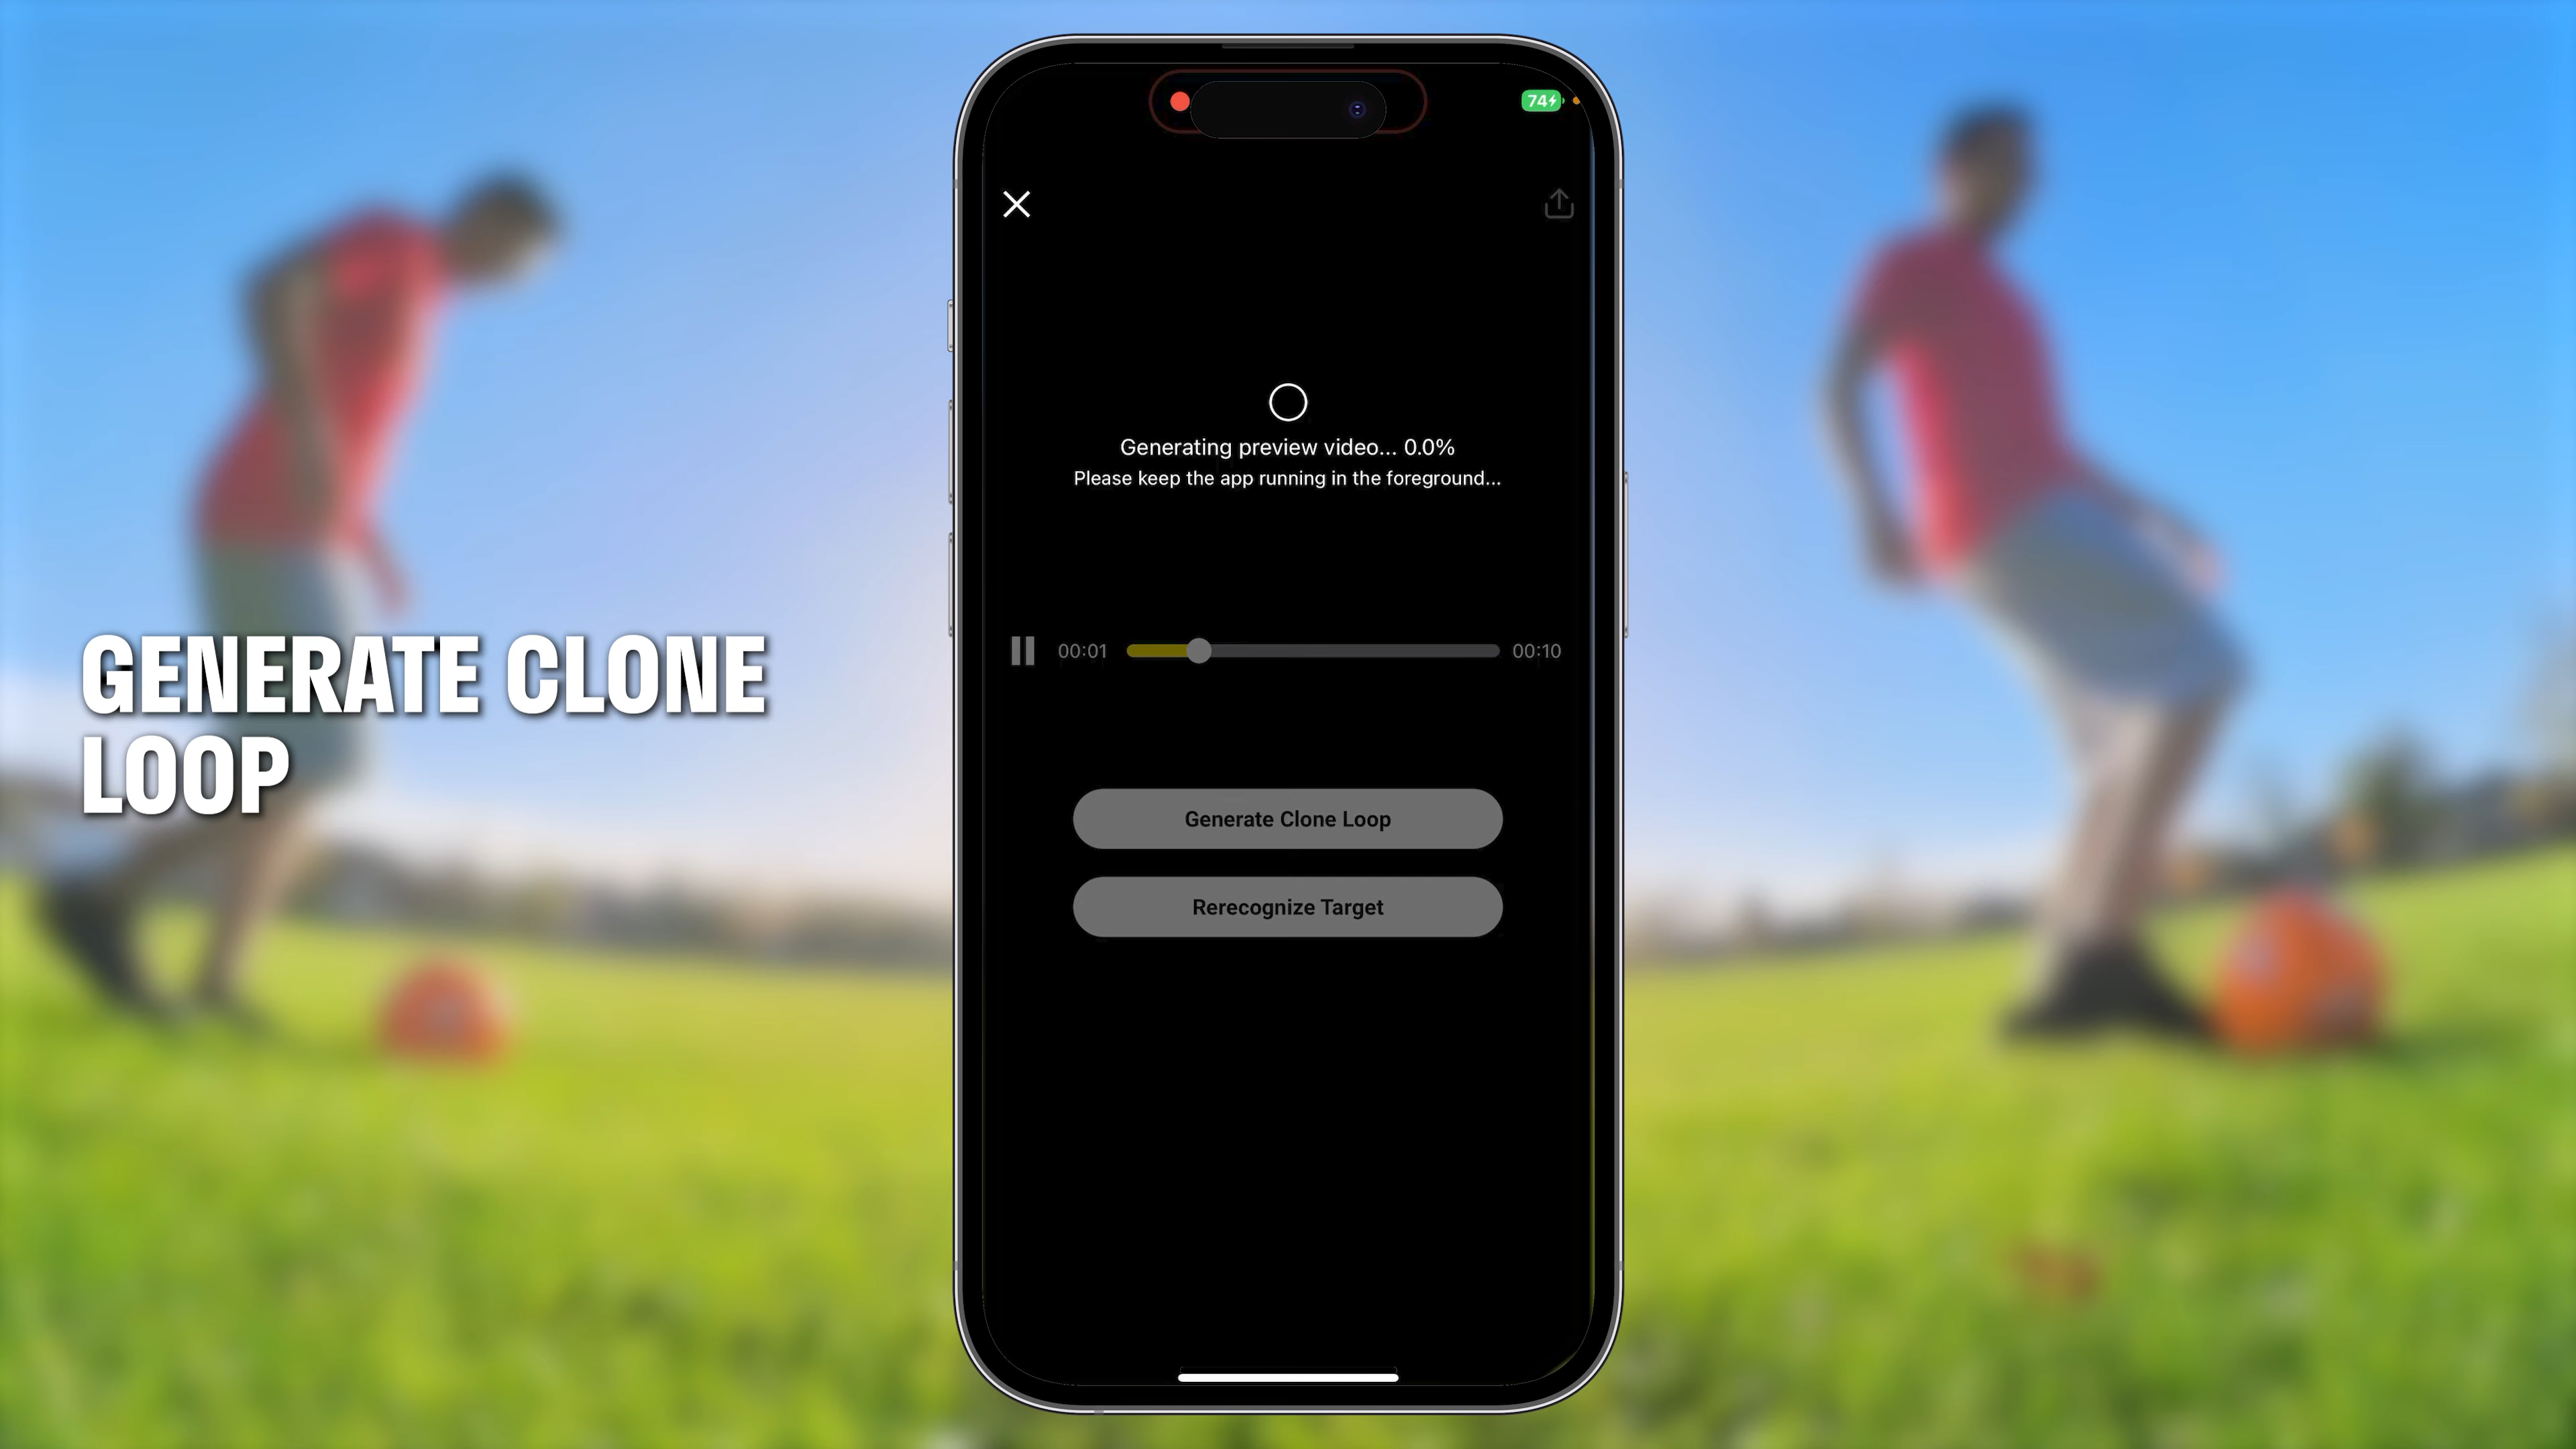 GENERATE CLONE
LOOP
74
Generating preview video... 0.0%
Please keep the app running in the foreground...
00:01
00:10
Generate Clone Loop
Rerecognize Target